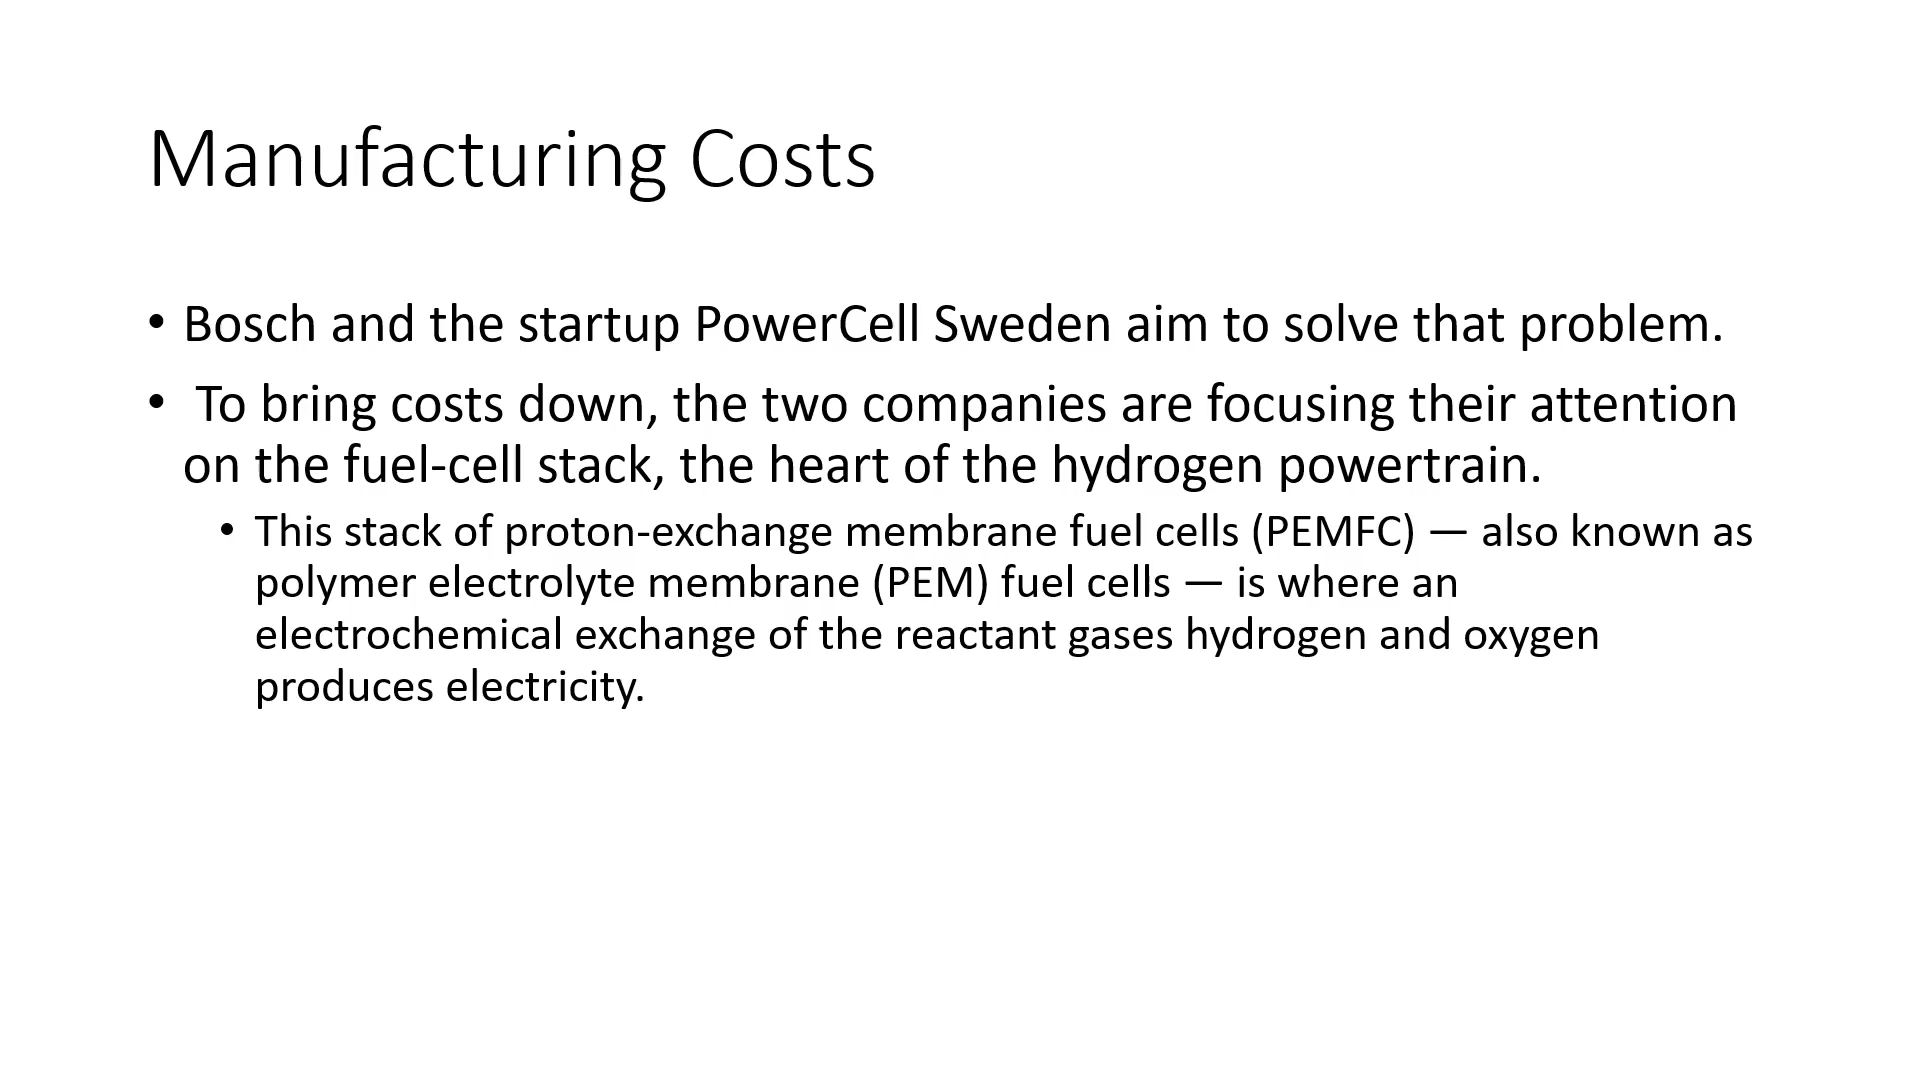 Manufacturing Costs
• Bosch and the startup PowerCell Sweden aim to solve that problem.
• To bring costs down, the two companies are focusing their attention
on the fuel-cell stack, the heart of the hydrogen powertrain.
• This stack of proton-exchange membrane fuel cells (PEMFC) — also known as
polymer electrolyte membrane (PEM) fuel cells — is where an
electrochemical exchange of the reactant gases hydrogen and oxygen
produces electricity.